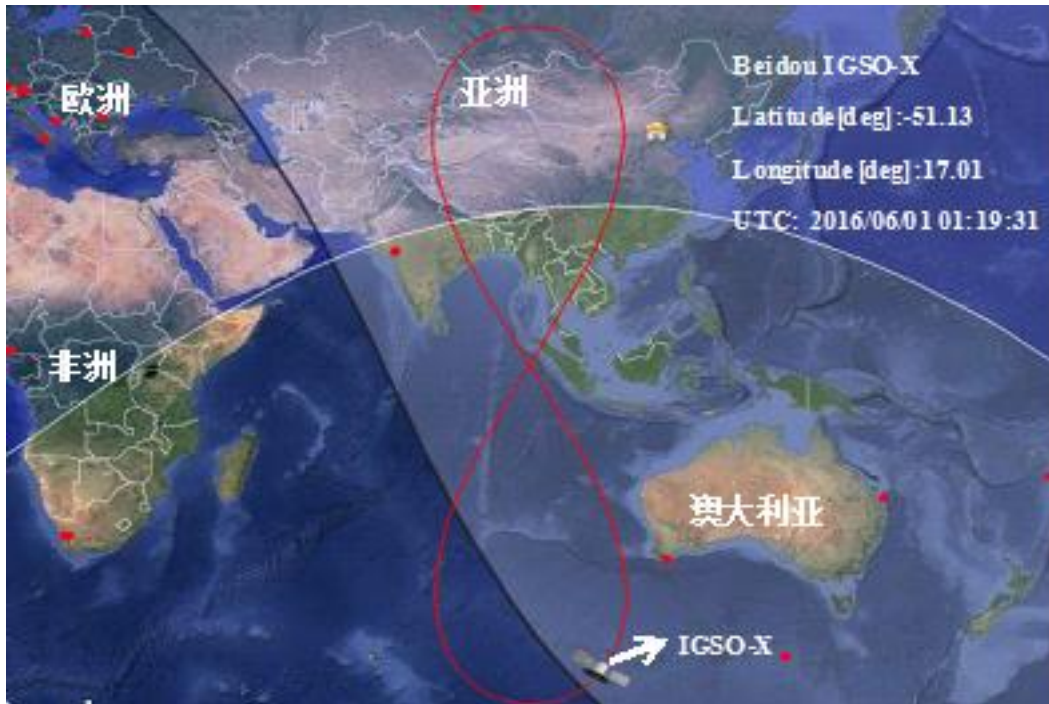 欧洲
亚洲
Beidou IGSO-X
Latitude[deg]:-51.13
Longitude[deg]:17.01
UTC: 2016/06/01 01:19:31
非洲
澳大利亚
IGSO-X